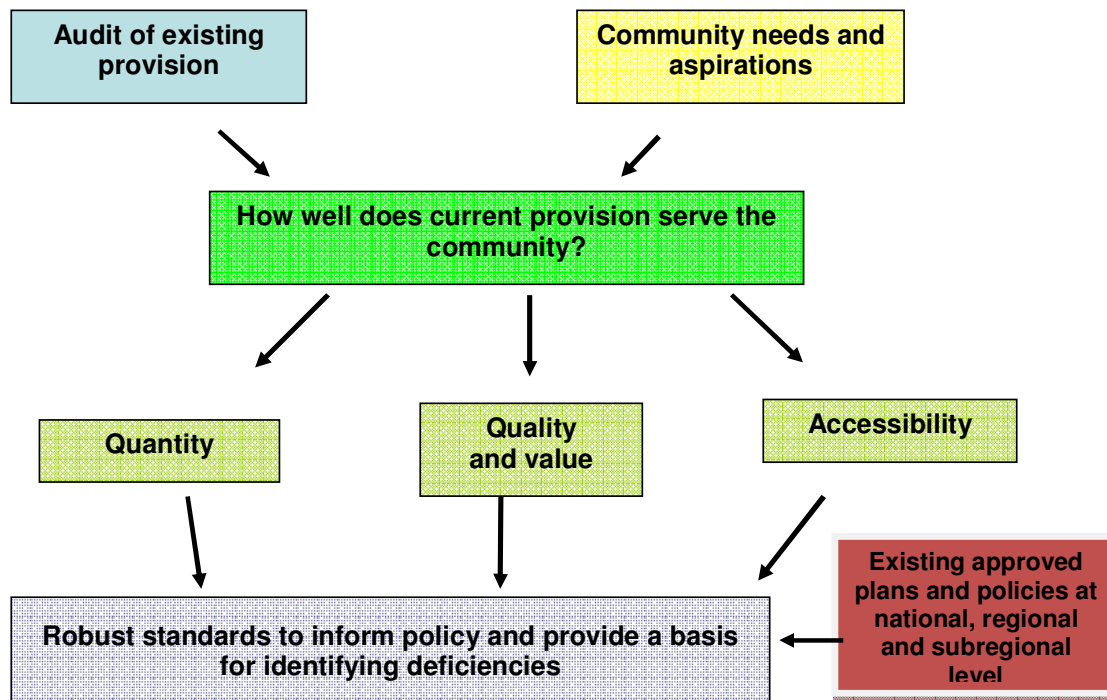 Audit of existing
provision
Community needs and
aspirations
How well does current provision serve the
community?
Quantity
Quality
and value
Accessibility
Existing approved
plans and policies at
national, regional
and subregional
level
Robust standards to inform policy and provide a basis
for identifying deficiencies